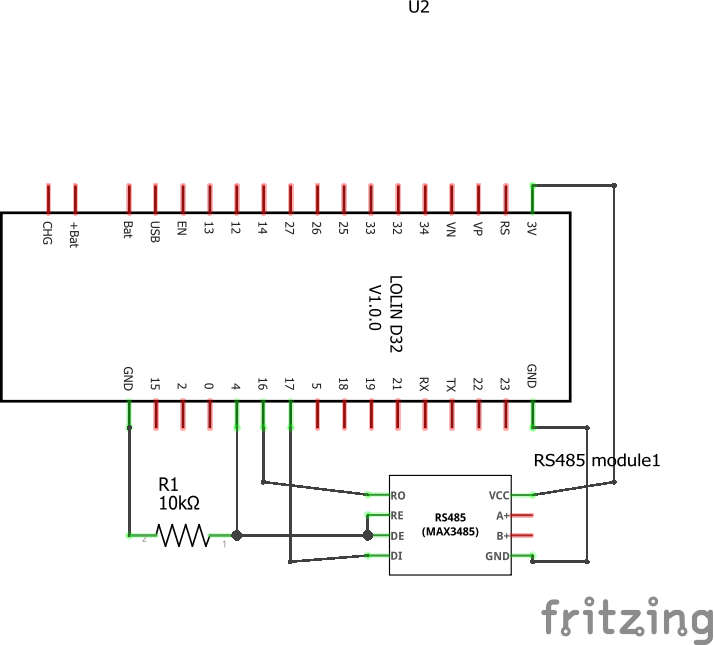 U2
CHG
+Bat
Bat
USB
EN
13
12
14
27
26
25
33
32
34
VN
VP
RS
3V
LOLIN D32
V1.0.0
GND
15
2
0
4
16
17
5
18
19
21
RX
TX
22
23
GND
RS485 module1
R1
10kΩ
2
1
RO
RE
DE
DI
RS485
(MAX3485)
VCC
A+
B+
GND
fritzing